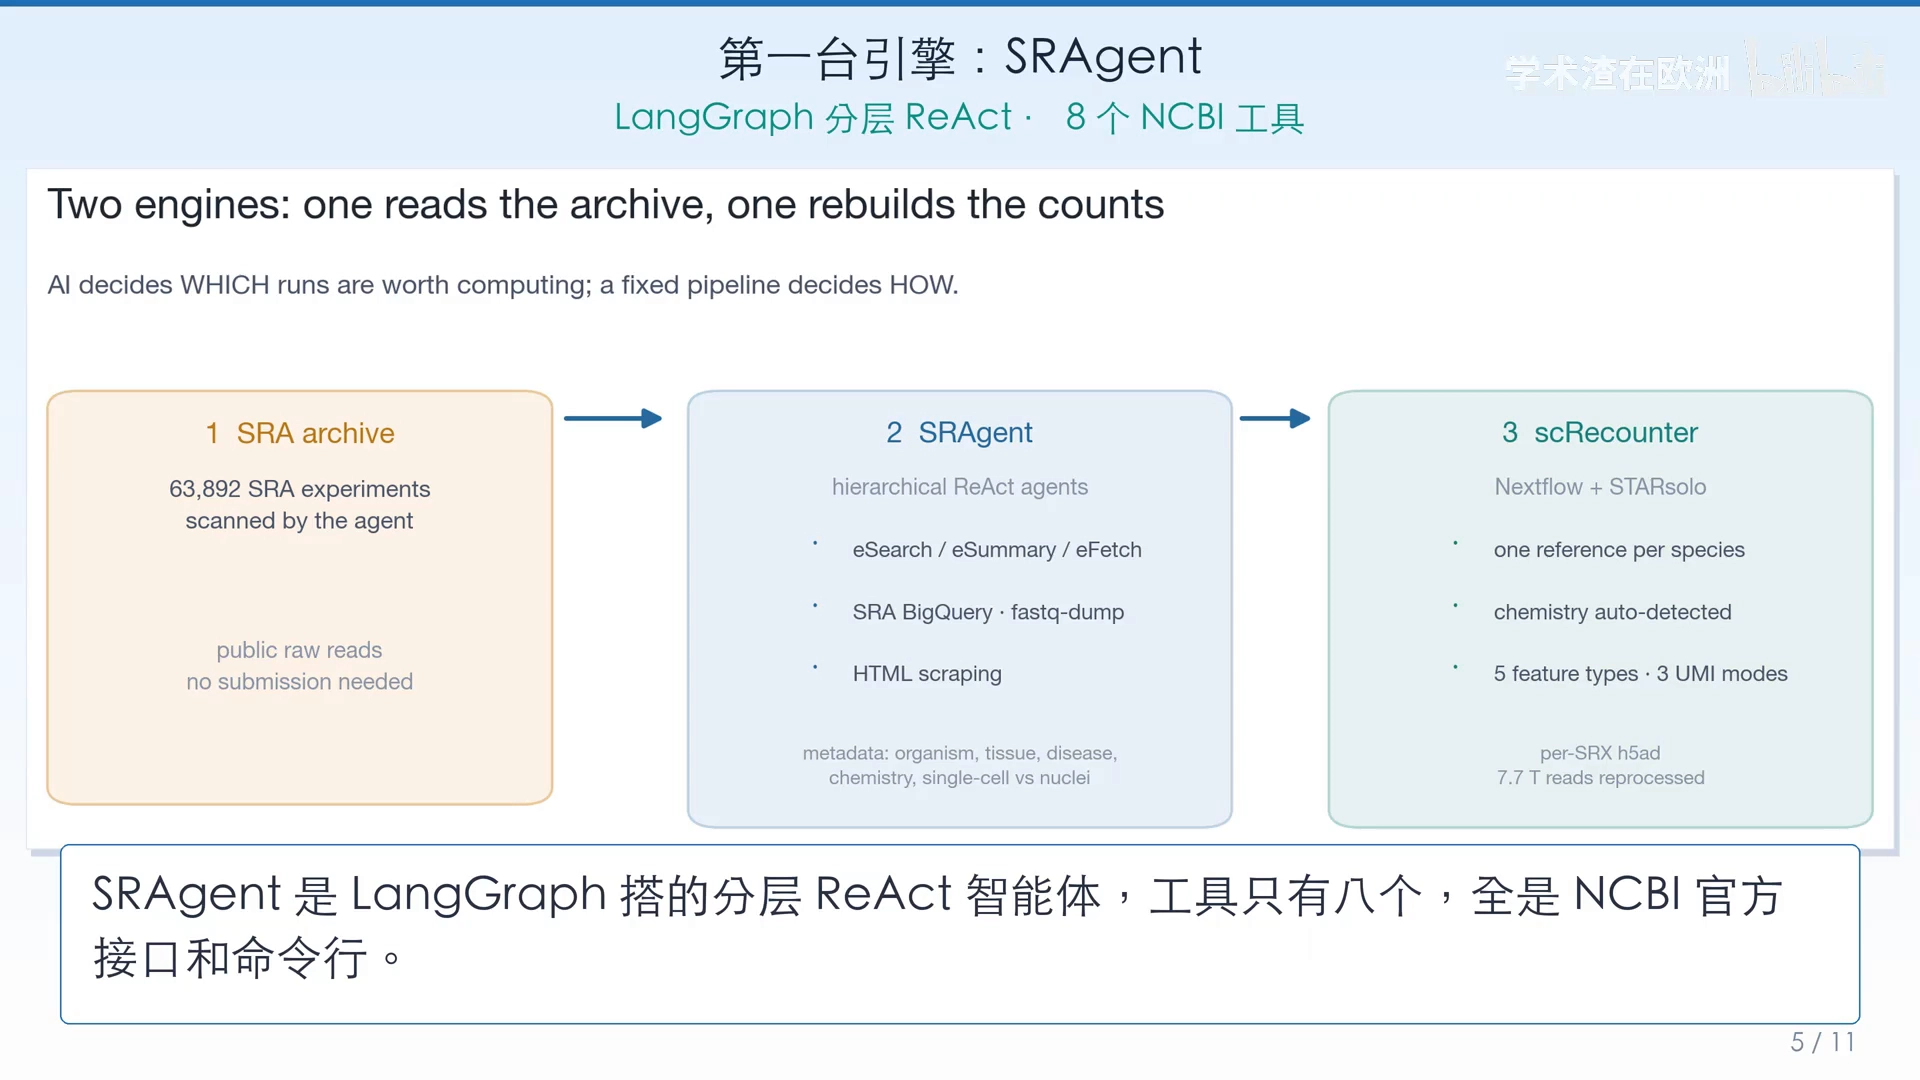 第一台引擎：SRAgent
学术渣在欧洲 bilibili
LangGraph 分层 ReAct · 8 个 NCBI 工具
Two engines: one reads the archive, one rebuilds the counts
AI decides WHICH runs are worth computing; a fixed pipeline decides HOW.
1 SRA archive
63,892 SRA experiments
scanned by the agent
public raw reads
no submission needed
2 SRAgent
hierarchical ReAct agents
· eSearch / eSummary / eFetch
· SRA BigQuery · fastq-dump
· HTML scraping
metadata: organism, tissue, disease,
chemistry, single-cell vs nuclei
3 scRecounter
Nextflow + STARsolo
· one reference per species
· chemistry auto-detected
· 5 feature types · 3 UMI modes
per-SRX h5ad
7.7 T reads reprocessed
SRAgent 是 LangGraph 搭的分层 ReAct 智能体，工具只有八个，全是 NCBI 官方
接口和命令行。
5 / 11